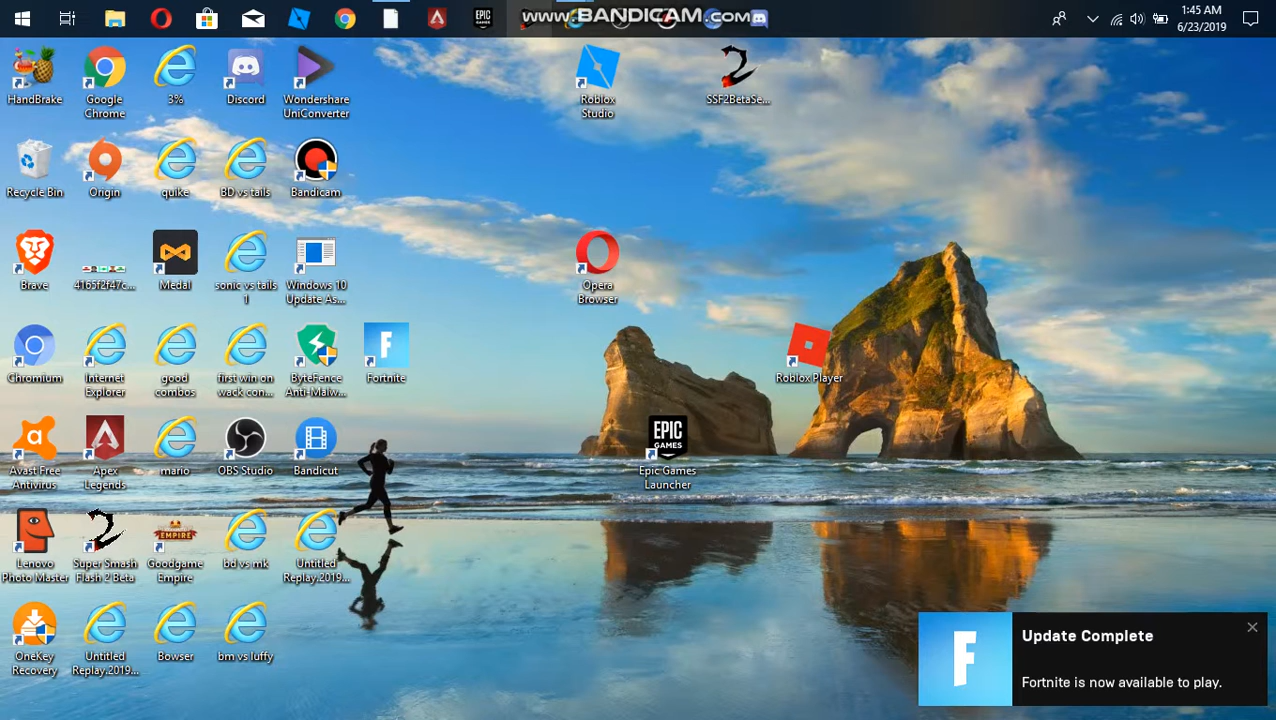 www.BANDICAM.com
1:45 AM
6/23/2019
HandBrake
Google
Chrome
3%
Discord
Wondershare
UniConverter
Roblox
Studio
SSF2BetaSe...
Recycle Bin
Origin
quike
BD vs tails
Bandicam
Brave
4165f2f47c...
Medal
sonic vs tails
1
Windows 10
Update As...
Opera
Browser
Chromium
Internet
Explorer
good
combos
first win on
wack con...
ByteFence
Anti-Malw...
F
Fortnite
Roblox Player
Avast Free
Antivirus
Apex
Legends
mario
OBS Studio
Bandicut
EPIC
GAMES
Epic Games
Launcher
Lenovo
Photo Master
Super Smash
Flash 2 Beta
EMPIRE
Goodgame
Empire
bd vs mk
Untitled
Replay.2019...
OneKey
Recovery
Untitled
Replay.2019...
Bowser
bm vs luffy
F
Update Complete
Fortnite is now available to play.